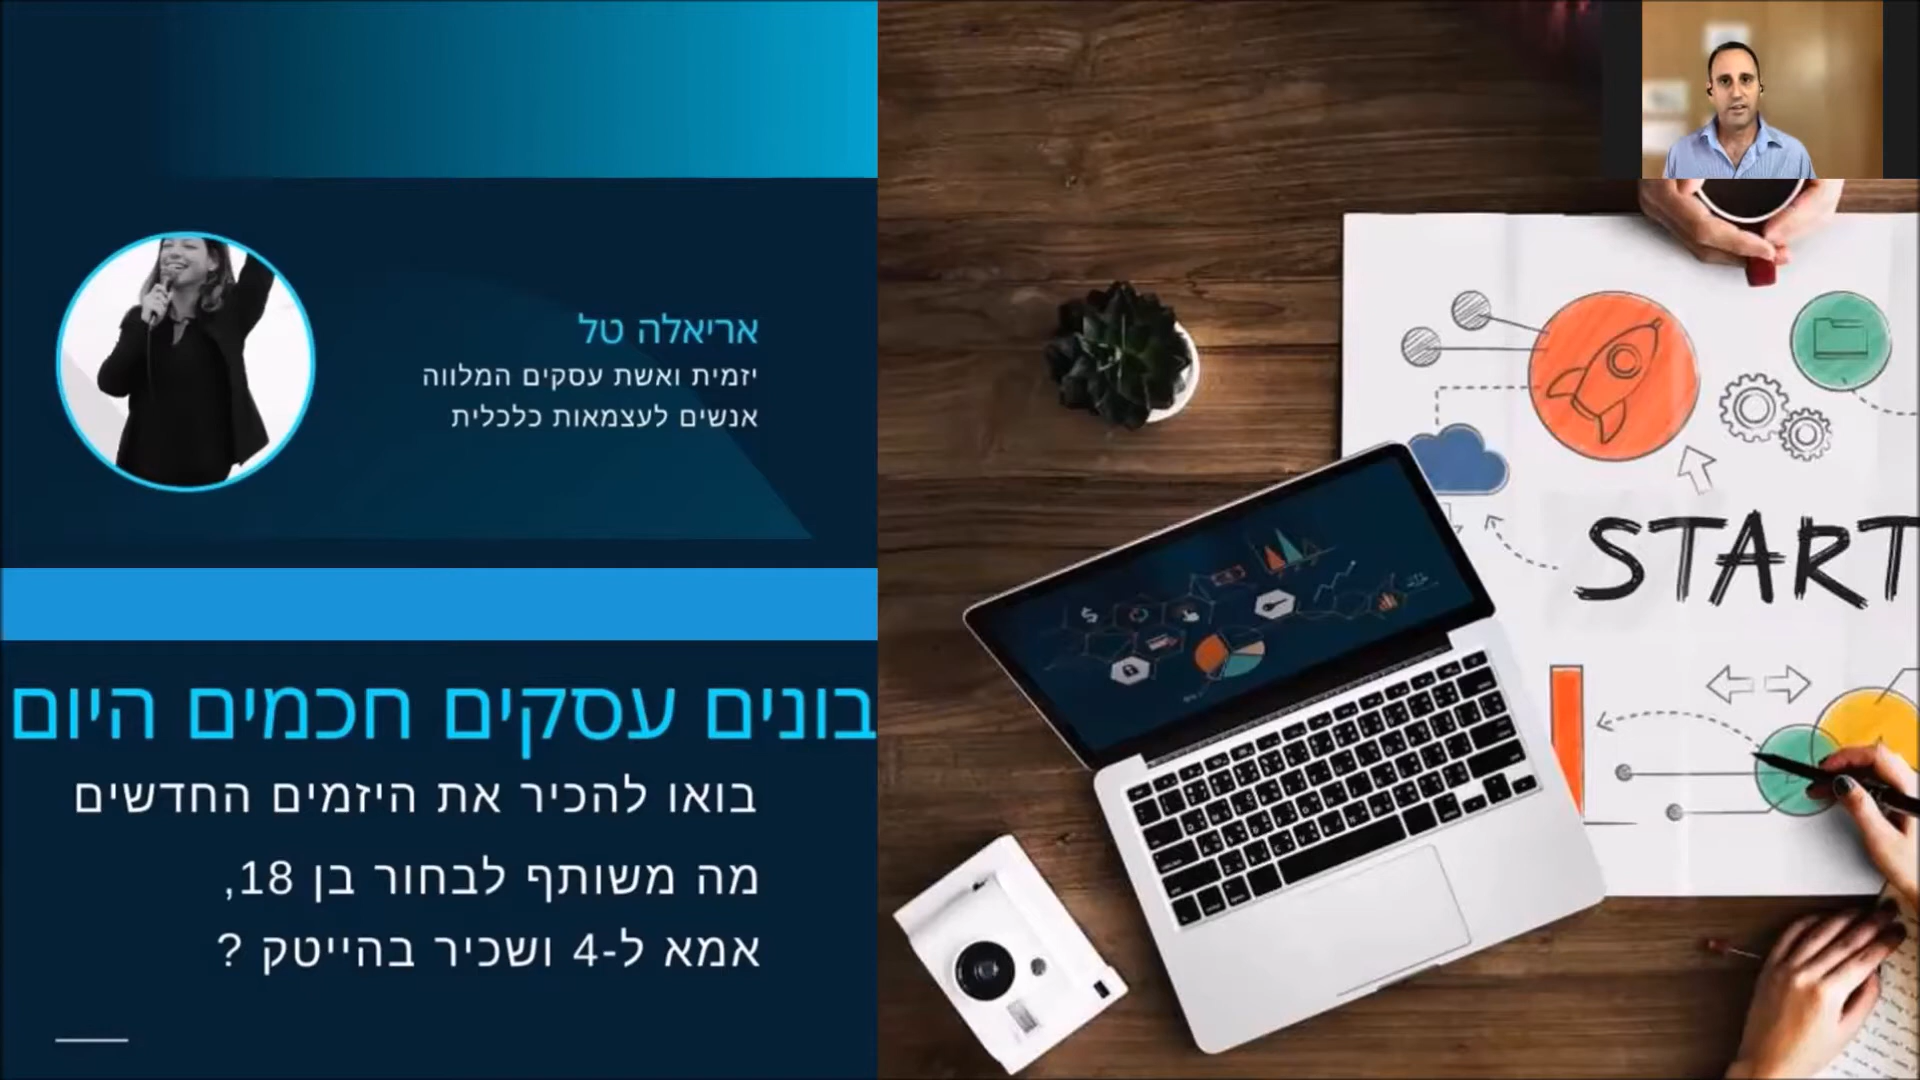 אריאלה טל
יזמית ואשת עסקים המלווה
אנשים לעצמאות כלכלית
בונים עסקים חכמים היום
בואו להכיר את היזמים החדשים
מה משותף לבחור בן 18,
אמא ל-4 ושכיר בהייטק ?
START